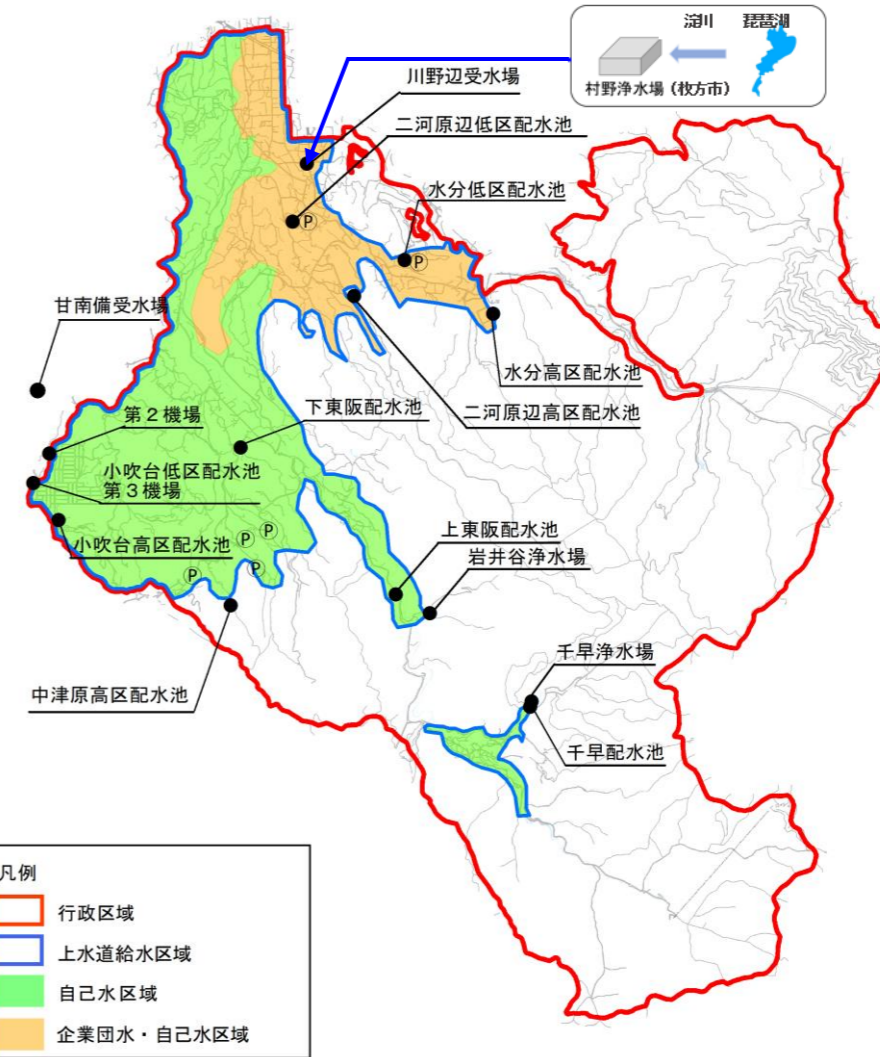 淀川 琵琶湖
村野浄水場 (枚方市)
川野辺受水場
二河原辺低区配水池
水分低区配水池
P
P
甘南備受水場
水分高区配水池
二河原辺高区配水池
下東阪配水池
第2機場
小吹台低区配水池
第3機場
小吹台高区配水池
P
P
P
P
上東阪配水池
岩井谷浄水場
中津原高区配水池
千早浄水場
千早配水池
凡例
行政区域
上水道給水区域
自己水区域
企業団水・自己水区域